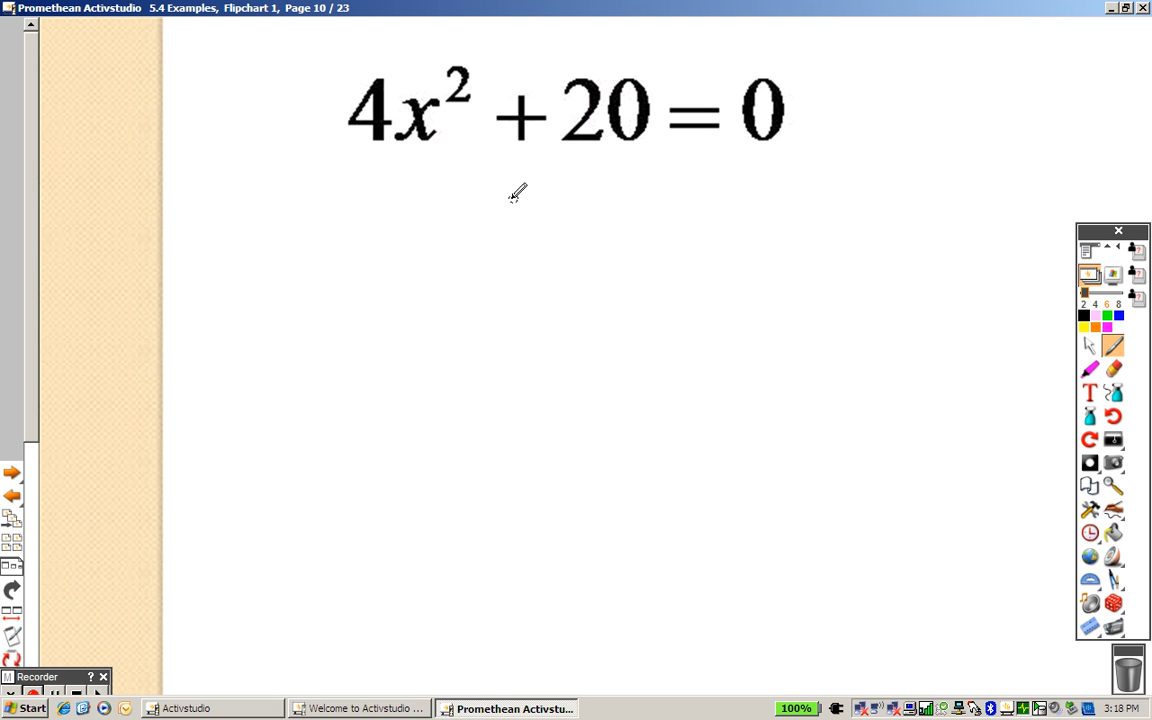 Promethean Activstudio 5.4 Examples, Flipchart 1, Page 10 / 23
4x² + 20 = 0
2 4 6 8
T
M Recorder ?
Start Activstudio Welcome to Activstudio ... Promethean Activstu... 100% 3:18 PM